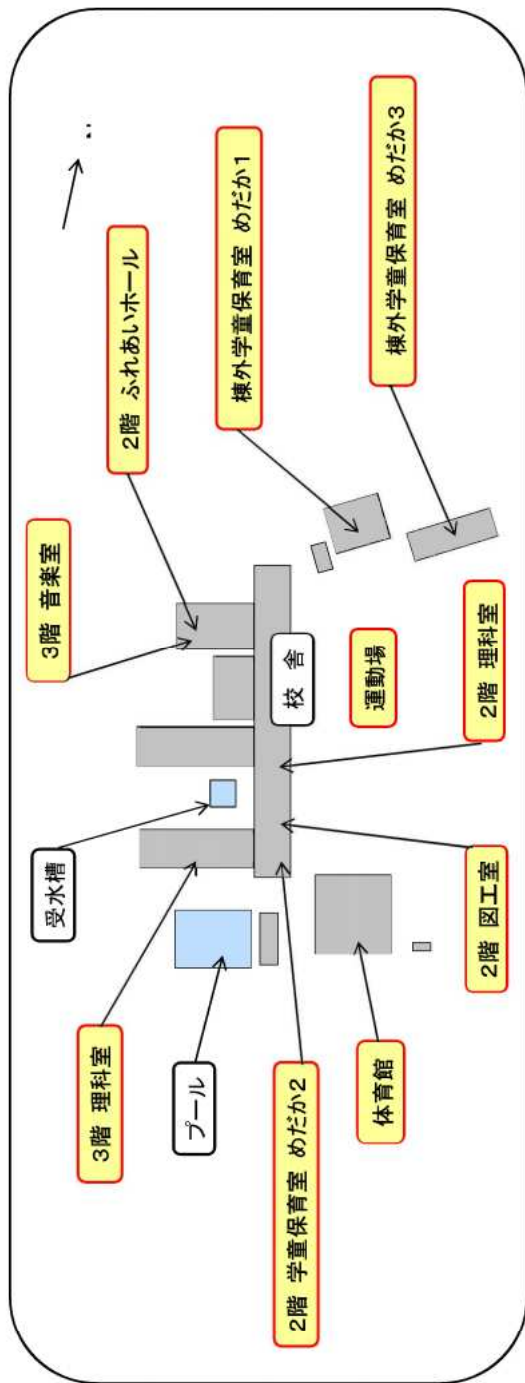 3階 理科室
受水槽
3階 音楽室
2階 ふれあいホール
棟外学童保育室 めだか1
プール
校 舎
2階 学童保育室 めだか2
体育館
運動場
棟外学童保育室 めだか3
2階 図工室
2階 理科室